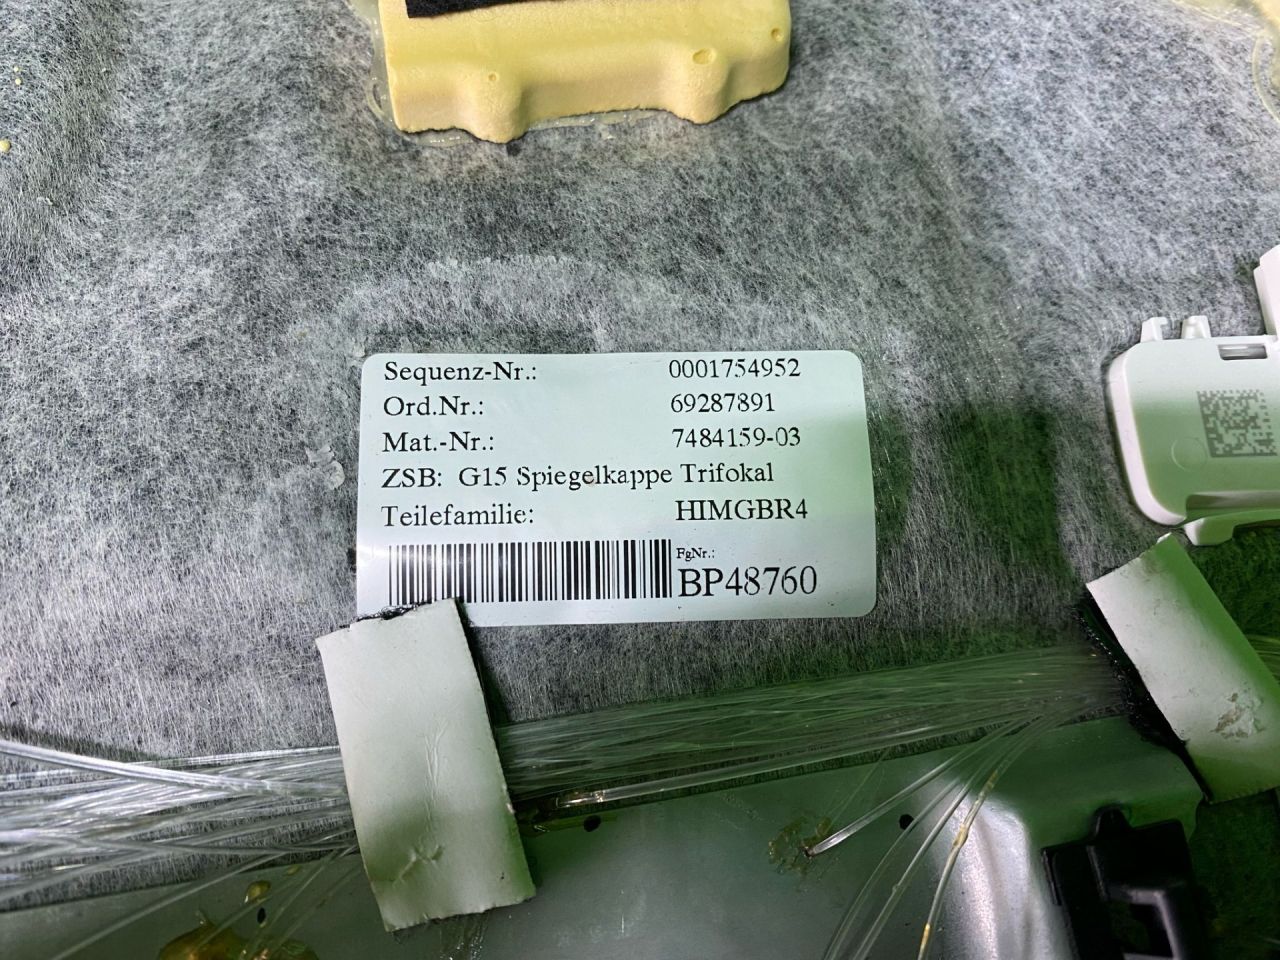 Sequenz-Nr.: 0001754952
Ord.Nr.: 69287891
Mat.-Nr.: 7484159-03
ZSB: G15 Spiegelkappe Trifokal
Teilefamilie: HIMGBR4
FgNr.:
BP48760